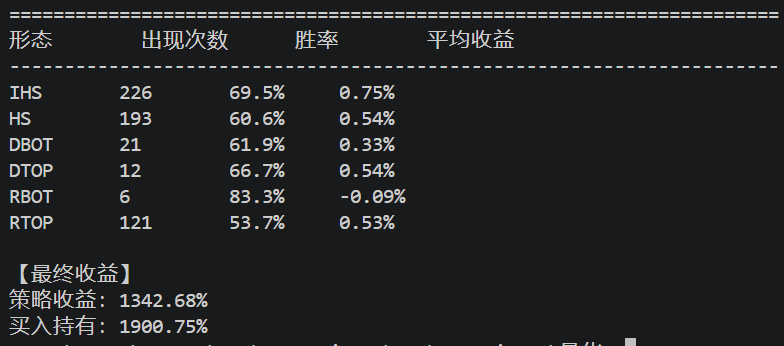 ======================================================================
形态 出现次数 胜率 平均收益
----------------------------------------------------------------------
IHS 226 69.5% 0.75%
HS 193 60.6% 0.54%
DBOT 21 61.9% 0.33%
DTOP 12 66.7% 0.54%
RBOT 6 83.3% -0.09%
RTOP 121 53.7% 0.53%
【最终收益】
策略收益: 1342.68%
买入持有: 1900.75%